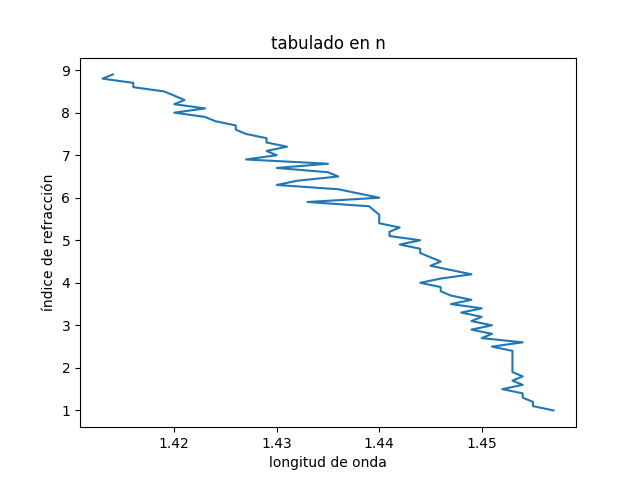 tabulado en n
9
8
7
6
5
4
3
2
1
índice de refracción
1.42 1.43 1.44 1.45
longitud de onda